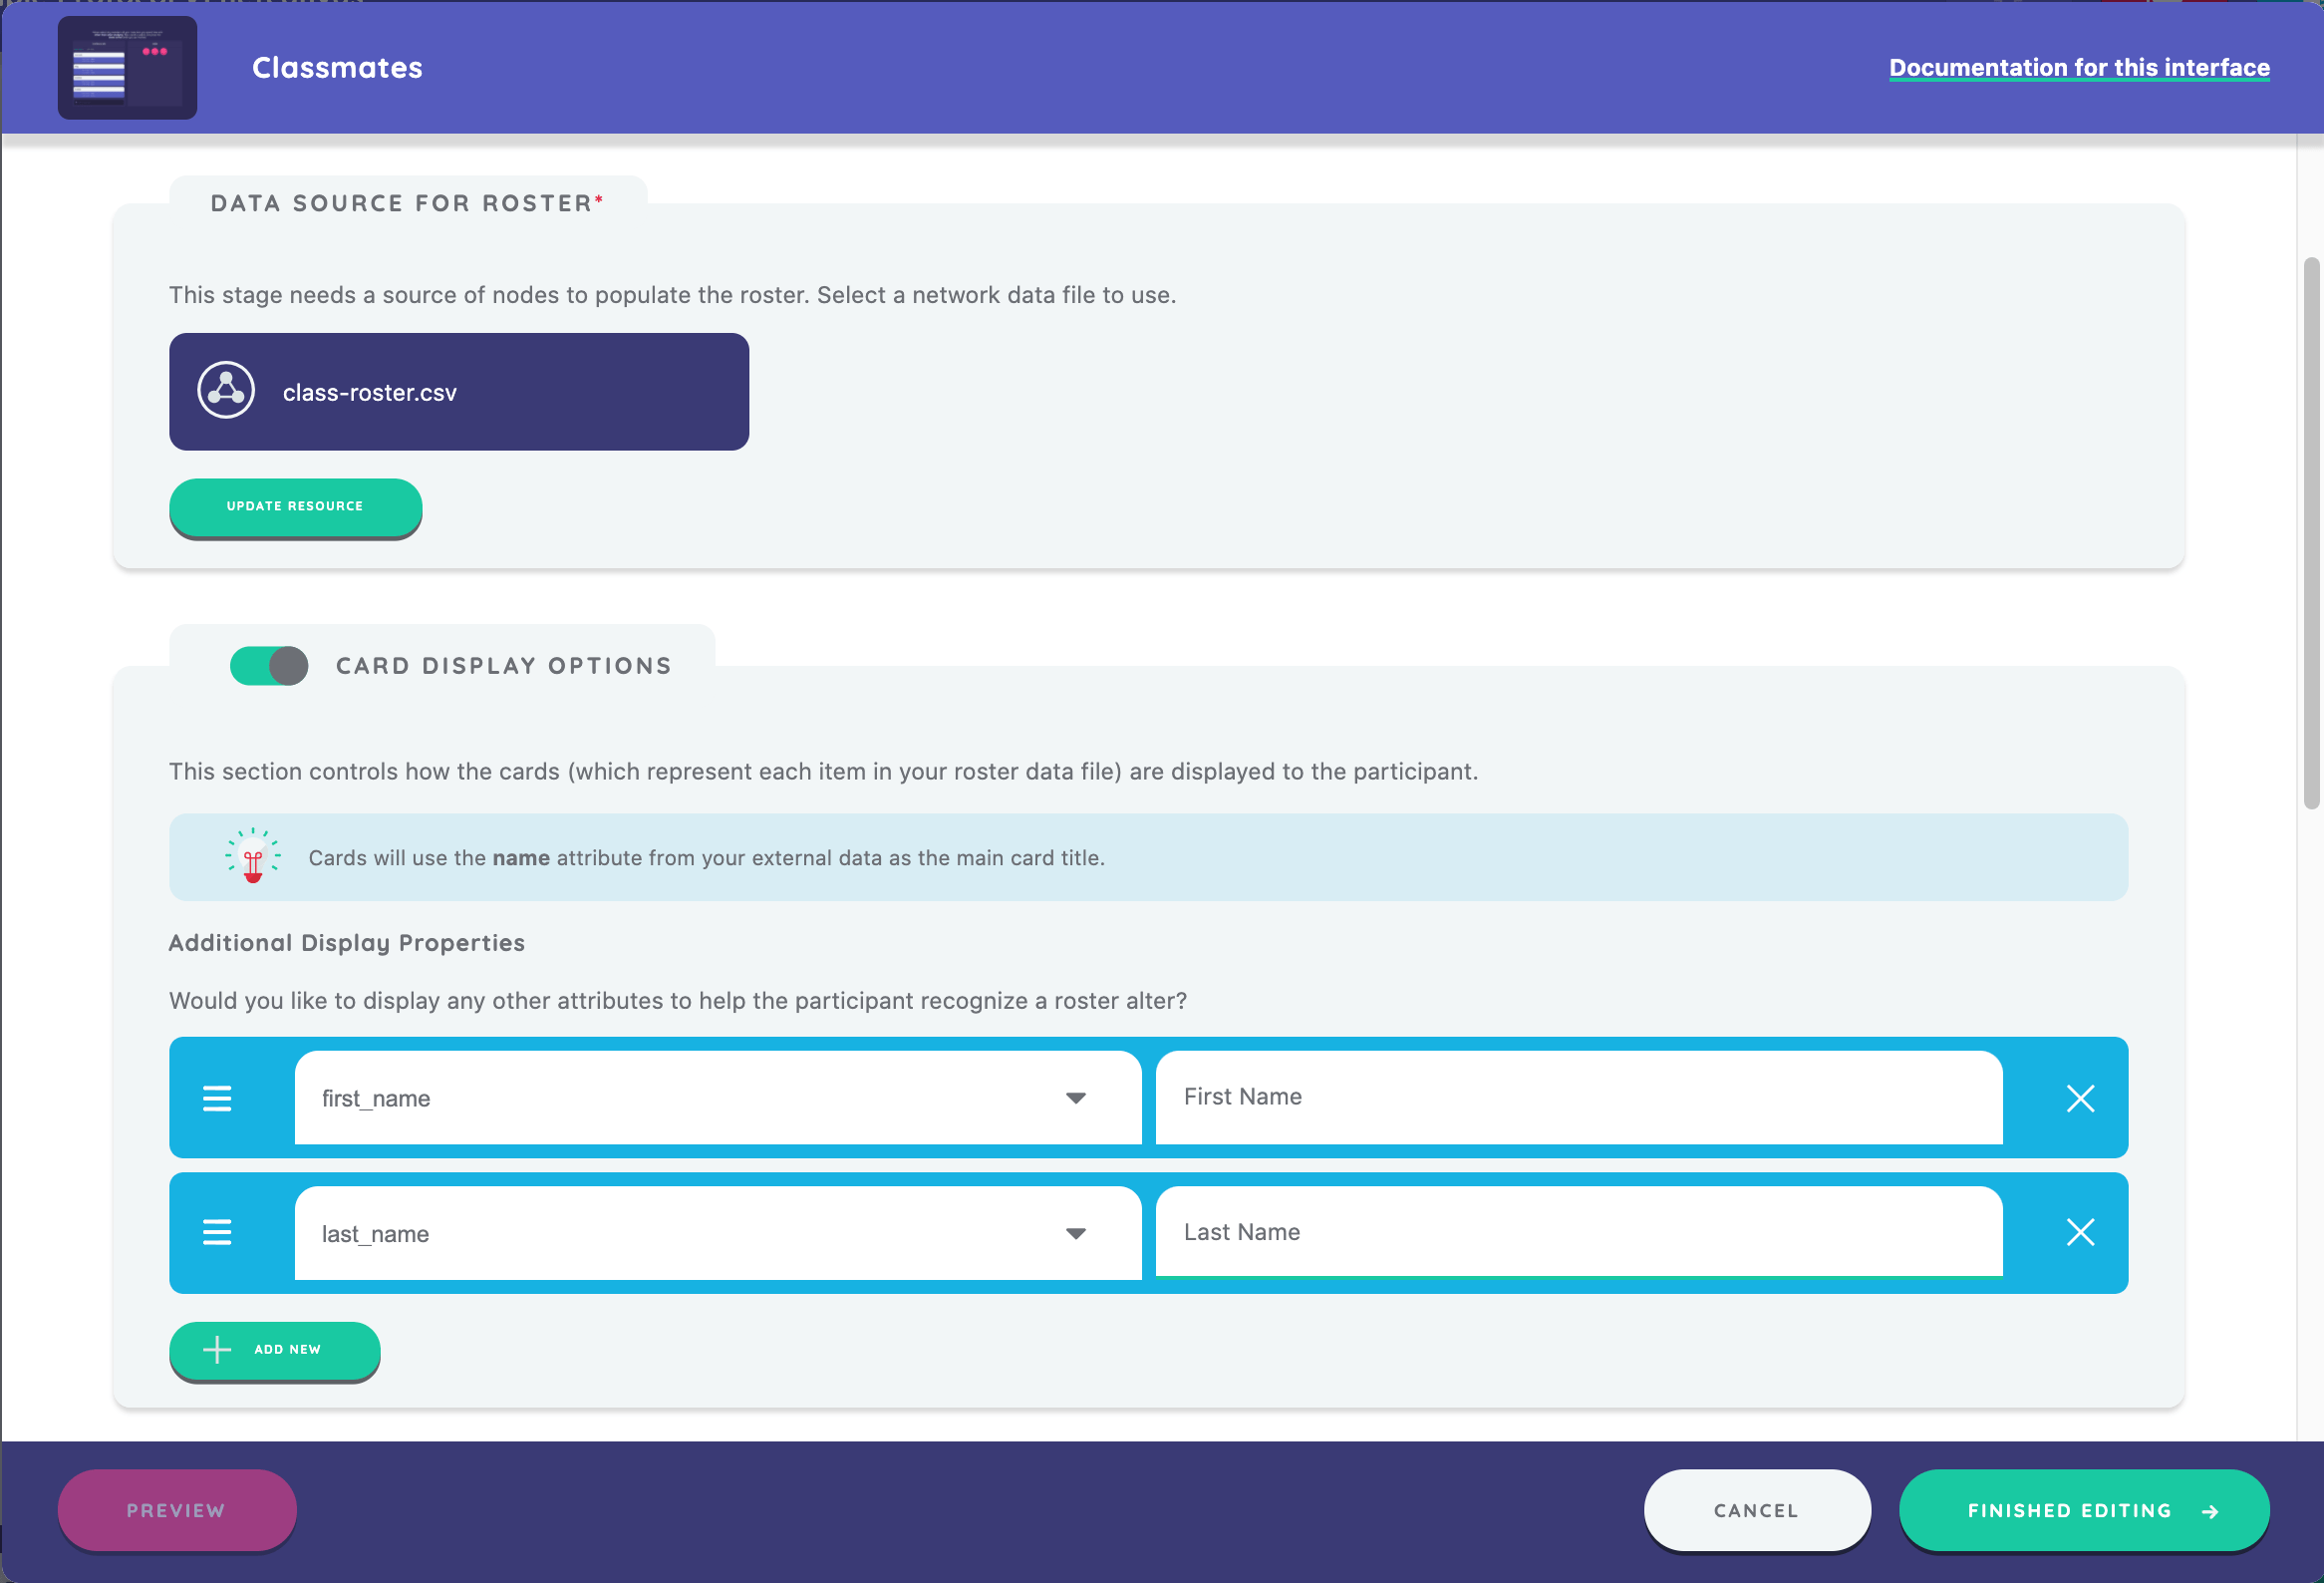 Classmates
Documentation for this interface
DATA SOURCE FOR ROSTER*
This stage needs a source of nodes to populate the roster. Select a network data file to use.
class-roster.csv
UPDATE RESOURCE
CARD DISPLAY OPTIONS
This section controls how the cards (which represent each item in your roster data file) are displayed to the participant.
Cards will use the name attribute from your external data as the main card title.
Additional Display Properties
Would you like to display any other attributes to help the participant recognize a roster alter?
first_name
First Name
last_name
Last Name
ADD NEW
PREVIEW
CANCEL
FINISHED EDITING